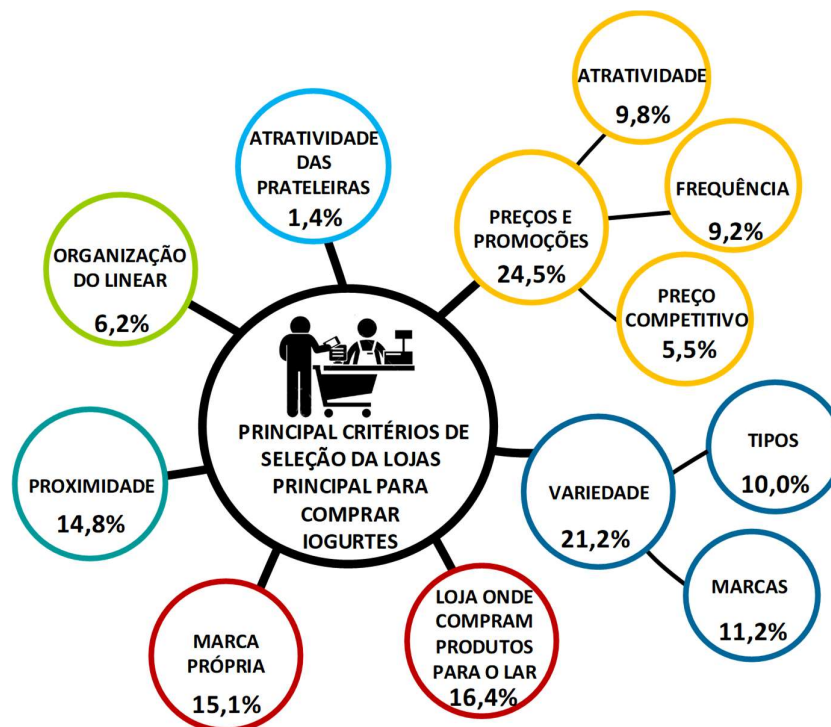 ATRATIVIDADE
9,8%
FREQUÊNCIA
9,2%
PREÇO
COMPETITIVO
5,5%
PREÇOS E
PROMOÇÕES
24,5%
ATRATIVIDADE
DAS
PRATELEIRAS
1,4%
ORGANIZAÇÃO
DO LINEAR
6,2%
PRINCIPAL CRITÉRIOS DE
SELEÇÃO DA LOJAS
PRINCIPAL PARA
COMPRAR
IOGURTES
PROXIMIDADE
14,8%
VARIEDADE
21,2%
TIPOS
10,0%
MARCAS
11,2%
MARCA
PRÓPRIA
15,1%
LOJA ONDE
COMPRAM
PRODUTOS
PARA O LAR
16,4%